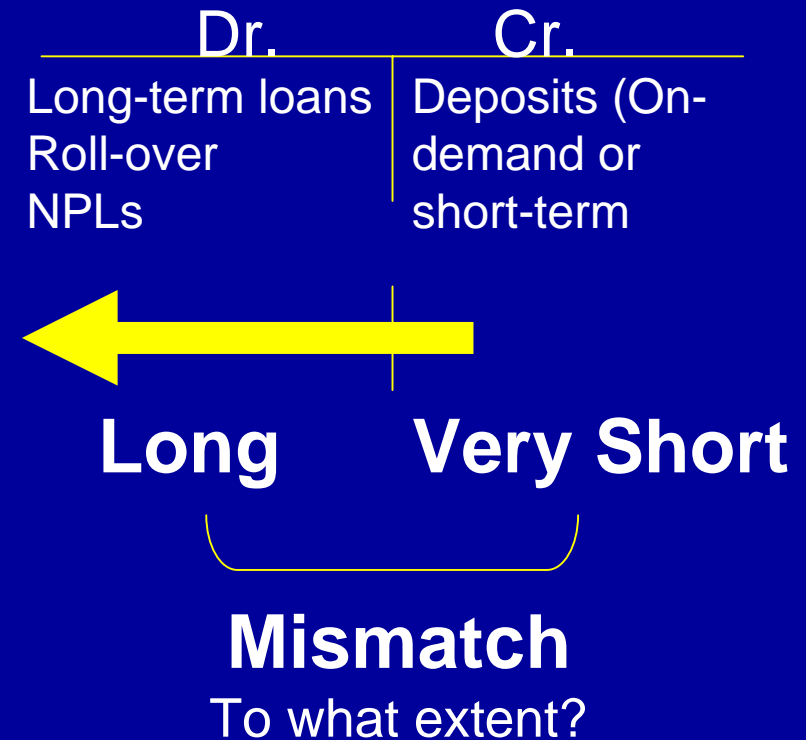 Dr.
Cr.
Long-term loans
Roll-over
NPLs
Deposits (On-
demand or
short-term
Long
Very Short
Mismatch
To what extent?